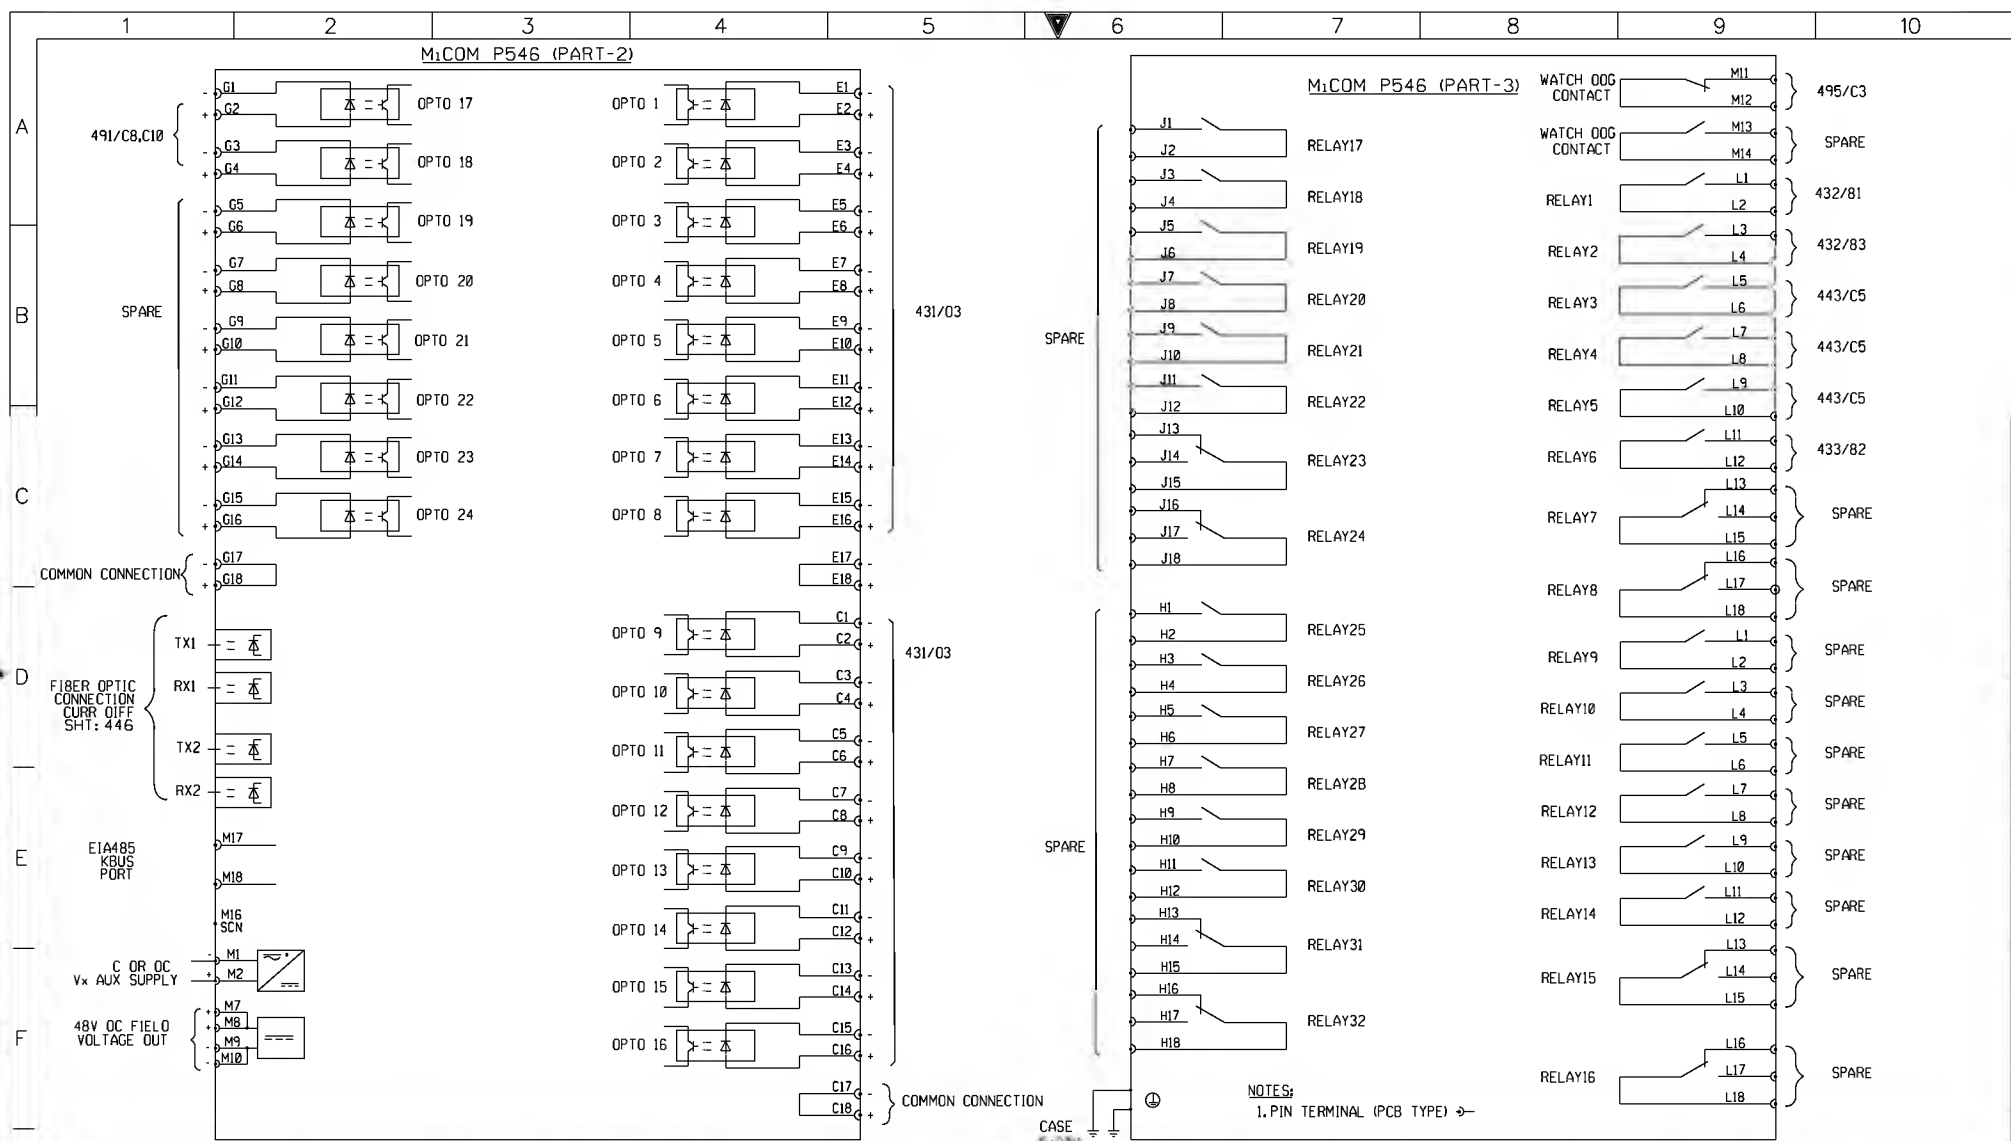 1 2 3 4 5 6 7 8 9 10
A
B
C
D
E
F
MiCOM P546 (PART-2)
491/C8,C10
SPARE
COMMON CONNECTION
FI8ER OPTIC
CONNECTION
CURR OIFF
SHT: 446
TX1
RX1
TX2
RX2
EIA485
KBUS
PORT
C OR OC
Vx AUX SUPPLY
48V OC FIELO
VOLTAGE OUT
- G1
+ G2
OPTO 17
- G3
+ G4
OPTO 18
- G5
+ G6
OPTO 19
- G7
+ G8
OPTO 20
- G9
+ G10
OPTO 21
- G11
+ G12
OPTO 22
- G13
+ G14
OPTO 23
- G15
+ G16
OPTO 24
- G17
+ G18
M17
M18
M16
SCN
- M1
+ M2
+ M7
+ M8
- M9
- M10
OPTO 1
E1 -
E2 +
OPTO 2
E3 -
E4 +
OPTO 3
E5 -
E6 +
OPTO 4
E7 -
E8 +
OPTO 5
E9 -
E10 +
OPTO 6
E11 -
E12 +
OPTO 7
E13 -
E14 +
OPTO 8
E15 -
E16 +
E17 -
E18 +
431/03
OPTO 9
C1 -
C2 +
OPTO 10
C3 -
C4 +
OPTO 11
C5 -
C6 +
OPTO 12
C7 -
C8 +
OPTO 13
C9 -
C10 +
OPTO 14
C11 -
C12 +
OPTO 15
C13 -
C14 +
OPTO 16
C15 -
C16 +
C17 -
C18 +
431/03
COMMON CONNECTION
MiCOM P546 (PART-3)
SPARE
J1
J2
RELAY17
J3
J4
RELAY18
J5
J6
RELAY19
J7
J8
RELAY20
J9
J10
RELAY21
J11
J12
RELAY22
J13
J14
J15
RELAY23
J16
J17
J18
RELAY24
SPARE
H1
H2
RELAY25
H3
H4
RELAY26
H5
H6
RELAY27
H7
H8
RELAY2B
H9
H10
RELAY29
H11
H12
RELAY30
H13
H14
H15
RELAY31
H16
H17
H18
RELAY32
CASE
NOTES:
1. PIN TERMINAL (PCB TYPE)
WATCH OOG
CONTACT
M11
M12
495/C3
WATCH OOG
CONTACT
M13
M14
SPARE
RELAY1
L1
L2
432/81
RELAY2
L3
L4
432/83
RELAY3
L5
L6
443/C5
RELAY4
L7
L8
443/C5
RELAY5
L9
L10
443/C5
RELAY6
L11
L12
433/82
RELAY7
L13
L14
L15
SPARE
RELAY8
L16
L17
L18
SPARE
RELAY9
L1
L2
SPARE
RELAY10
L3
L4
SPARE
RELAY11
L5
L6
SPARE
RELAY12
L7
L8
SPARE
RELAY13
L9
L10
SPARE
RELAY14
L11
L12
SPARE
RELAY15
L13
L14
L15
SPARE
RELAY16
L16
L17
L18
SPARE